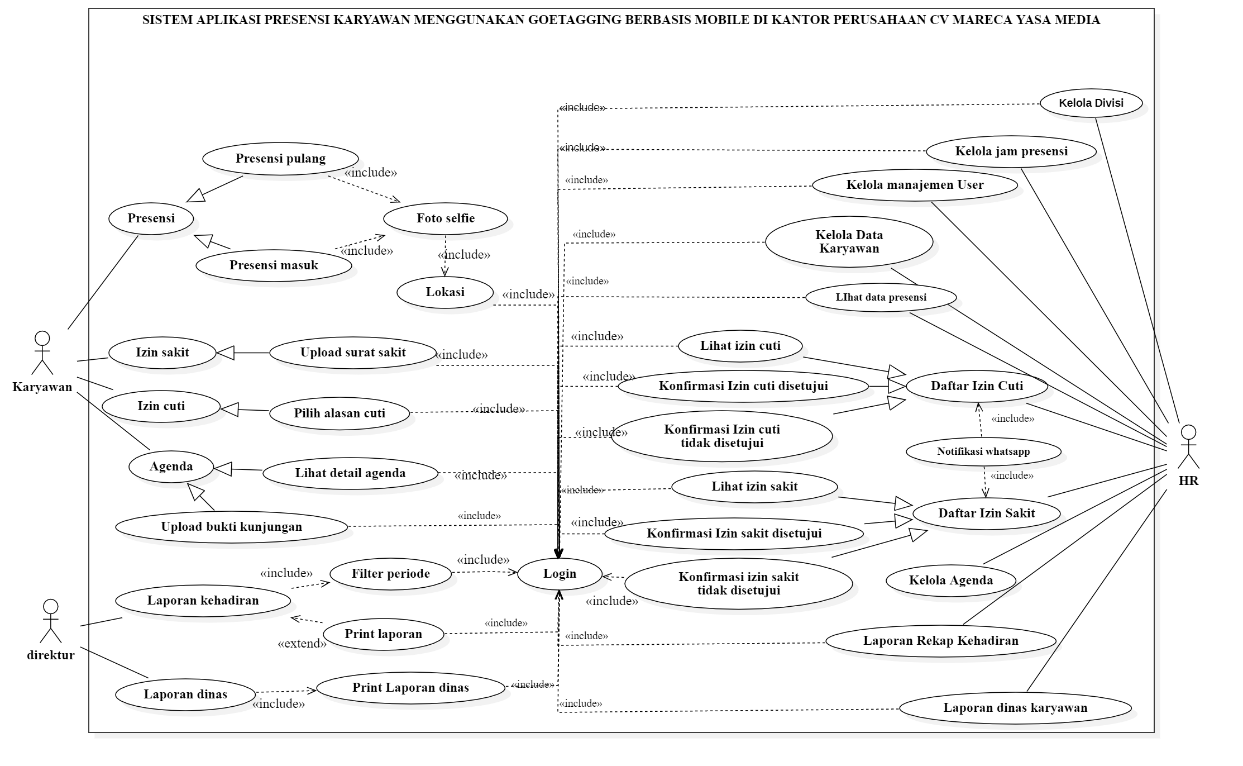 SISTEM APLIKASI PRESENSI KARYAWAN MENGGUNAKAN GOETAGGING BERBASIS MOBILE DI KANTOR PERUSAHAAN CV MARECA YASA MEDIA
«include»
Kelola Divisi
«include»
Kelola jam presensi
Presensi pulang
«include»
«include»
Kelola manajemen User
Presensi
Foto selfie
«include»
Kelola Data
Karyawan
«include»
«include»
Presensi masuk
«include»
Lokasi
«include»
LIhat data presensi
Karyawan
Izin sakit
Upload surat sakit
«include»
«include»
Lihat izin cuti
«include»
Konfirmasi Izin cuti disetujui
Daftar Izin Cuti
Izin cuti
Pilih alasan cuti
«include»
«include»
«include»
Konfirmasi Izin cuti
tidak disetujui
Notifikasi whatsapp
HR
Agenda
Lihat detail agenda
«include»
«include»
«include»
Lihat izin sakit
Upload bukti kunjungan
«include»
«include»
Konfirmasi Izin sakit disetujui
Daftar Izin Sakit
«include»
Filter periode
«include»
Login
Konfirmasi izin sakit
tidak disetujui
Kelola Agenda
Laporan kehadiran
«include»
direktur
«extend»
Print laporan
«include»
«include»
Laporan Rekap Kehadiran
Laporan dinas
«include»
Print Laporan dinas
«include»
«include»
Laporan dinas karyawan